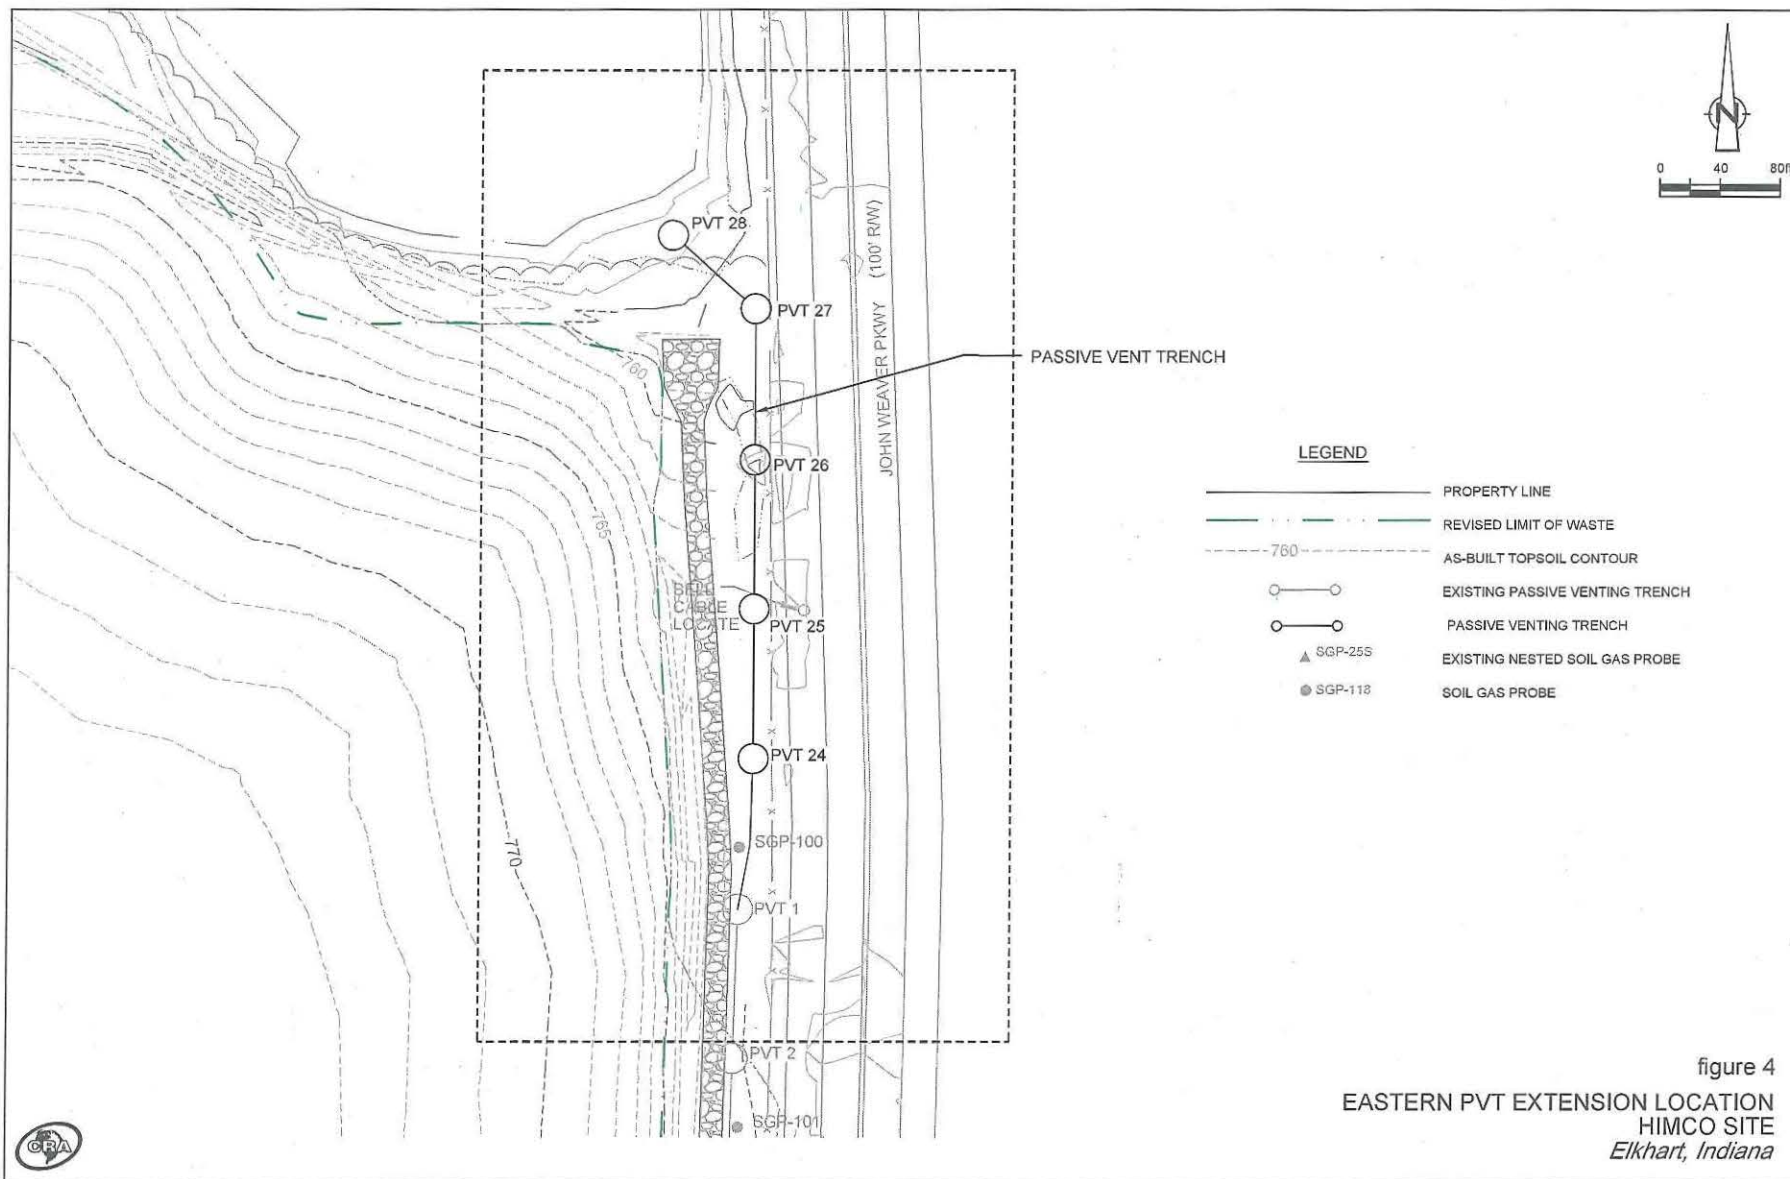 N
0 40 80ft
PVT 28
PVT 27
(100' R/W)
JOHN WEAVER PKWY
PASSIVE VENT TRENCH
760
PVT 26
765
CABLE
LOCATE
PVT 25
PVT 24
770
SGP-100
PVT 1
PVT 2
SGP-101
LEGEND
PROPERTY LINE
REVISED LIMIT OF WASTE
760 AS-BUILT TOPSOIL CONTOUR
EXISTING PASSIVE VENTING TRENCH
PASSIVE VENTING TRENCH
SGP-25S EXISTING NESTED SOIL GAS PROBE
SGP-118 SOIL GAS PROBE
figure 4
EASTERN PVT EXTENSION LOCATION
HIMCO SITE
Elkhart, Indiana
CRA